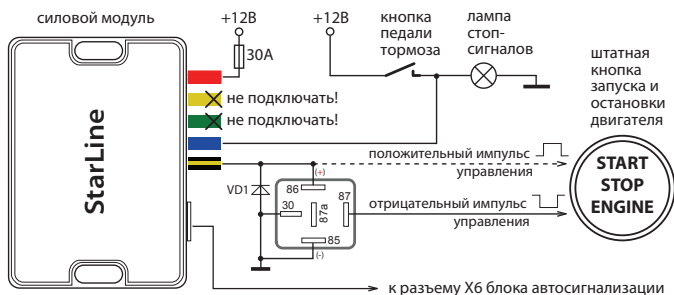 силовой модуль
+12В
+12В
кнопка
педали
тормоза
лампа
стоп-
сигналов
30А
штатная
кнопка
запуска и
остановки
двигателя
не подключать!
не подключать!
StarLine
положительный импульс
управления
VD1
86
(+)
30
87а
87
85
(-)
отрицательный импульс
управления
START
STOP
ENGINE
к разъему X6 блока автосигнализации